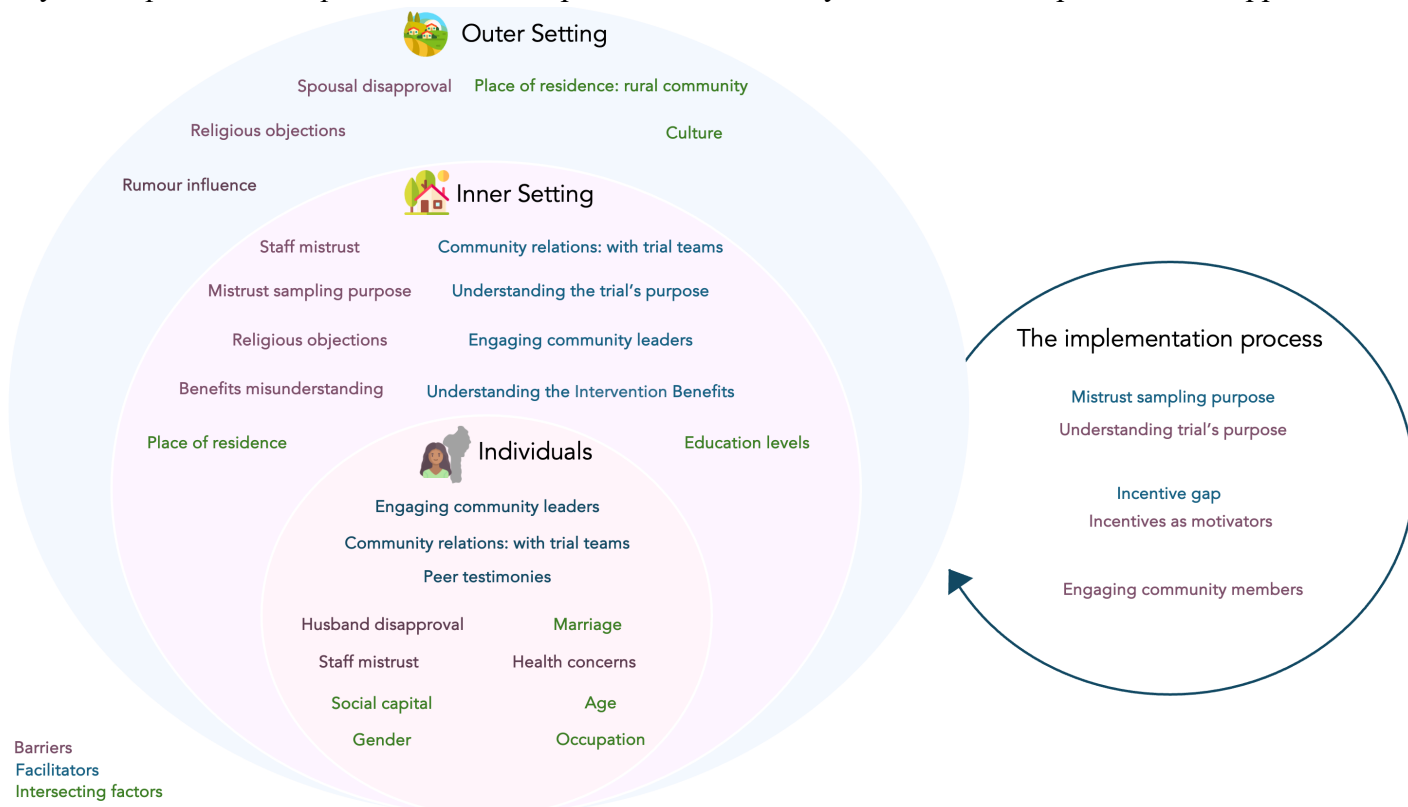 Outer Setting
Spousal disapproval Place of residence: rural community
Religious objections Culture
Rumour influence
Inner Setting
Staff mistrust Community relations: with trial teams
Mistrust sampling purpose Understanding the trial's purpose
Religious objections Engaging community leaders
Benefits misunderstanding Understanding the Intervention Benefits
Place of residence Education levels
Individuals
Engaging community leaders
Community relations: with trial teams
Peer testimonies
Husband disapproval Marriage
Staff mistrust Health concerns
Social capital Age
Gender Occupation
The implementation process
Mistrust sampling purpose
Understanding trial's purpose
Incentive gap
Incentives as motivators
Engaging community members
Barriers
Facilitators
Intersecting factors